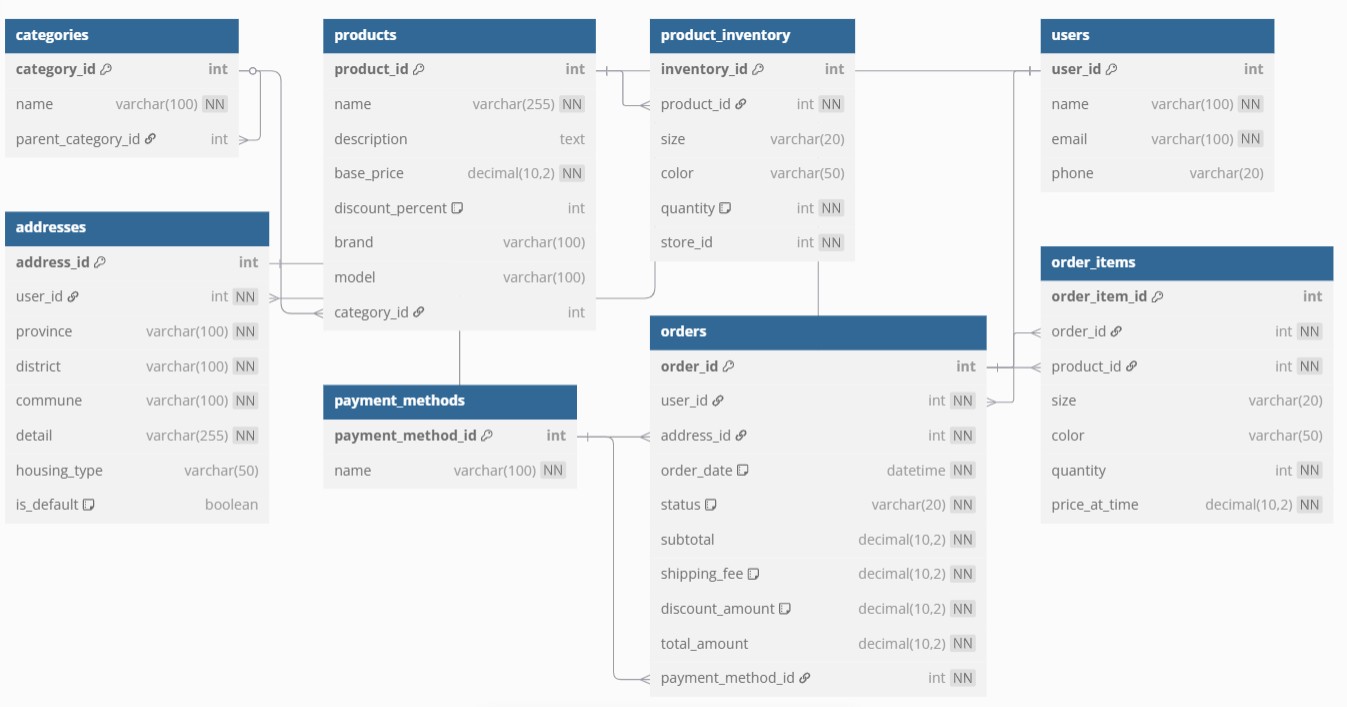 categories
category_id int
name varchar(100) NN
parent_category_id int
products
product_id int
name varchar(255) NN
description text
base_price decimal(10,2) NN
discount_percent int
brand varchar(100)
model varchar(100)
category_id int
product_inventory
inventory_id int
product_id int NN
size varchar(20)
color varchar(50)
quantity int NN
store_id int NN
users
user_id int
name varchar(100) NN
email varchar(100) NN
phone varchar(20)
addresses
address_id int
user_id int NN
province varchar(100) NN
district varchar(100) NN
commune varchar(100) NN
detail varchar(255) NN
housing_type varchar(50)
is_default boolean
payment_methods
payment_method_id int
name varchar(100) NN
orders
order_id int
user_id int NN
address_id int NN
order_date datetime NN
status varchar(20) NN
subtotal decimal(10,2) NN
shipping_fee decimal(10,2) NN
discount_amount decimal(10,2) NN
total_amount decimal(10,2) NN
payment_method_id int NN
order_items
order_item_id int
order_id int NN
product_id int NN
size varchar(20)
color varchar(50)
quantity int NN
price_at_time decimal(10,2) NN